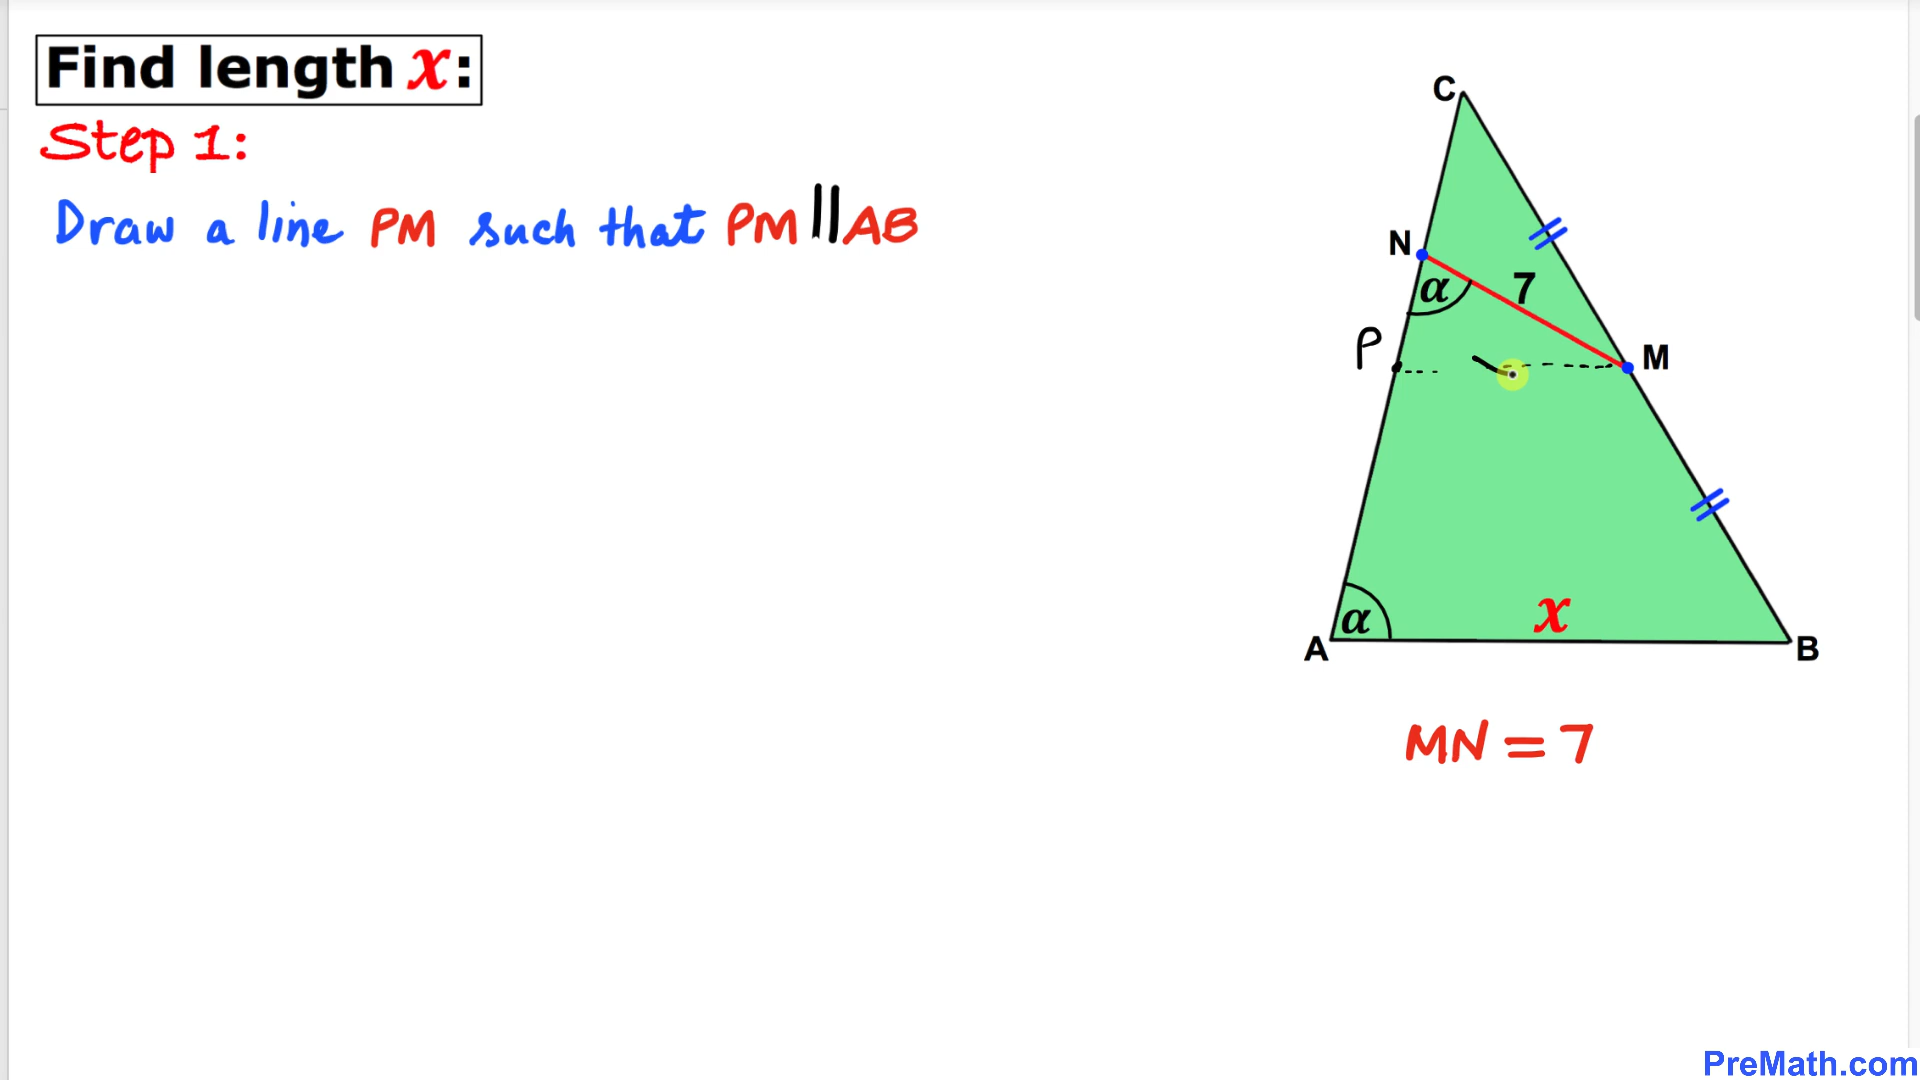 Find length x:
Step 1:
Draw a line PM such that PM || AB
C
N
α
7
P
M
α
x
A
B
MN = 7
PreMath.com